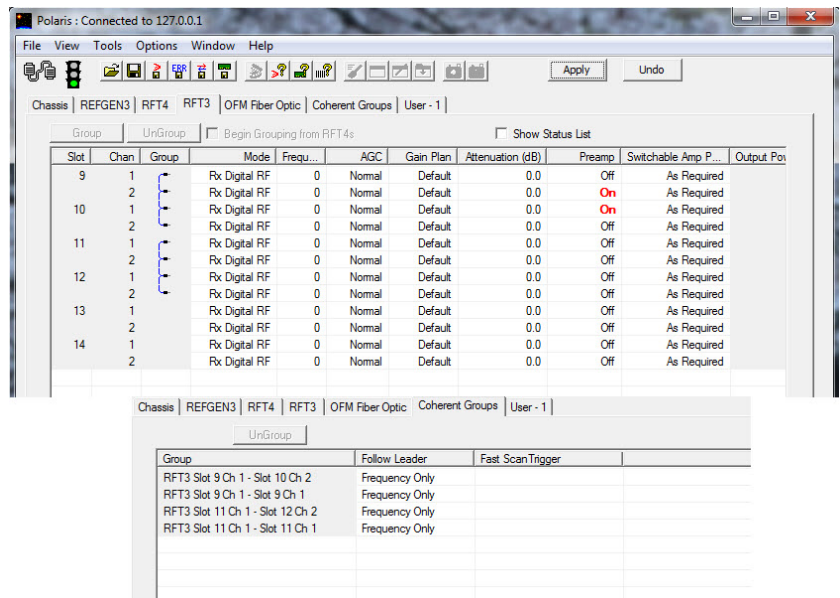 Polaris : Connected to 127.0.0.1
File View Tools Options Window Help
ERR Apply Undo
Chassis REFGEN3 RFT4 RFT3 OFM Fiber Optic Coherent Groups User - 1
Group UnGroup Begin Grouping from RFT4s Show Status List
Slot Chan Group Mode Frequ... AGC Gain Plan Attenuation (dB) Preamp Switchable Amp P... Output Pow
9 1 Rx Digital RF 0 Normal Default 0.0 Off As Required
2 Rx Digital RF 0 Normal Default 0.0 On As Required
10 1 Rx Digital RF 0 Normal Default 0.0 On As Required
2 Rx Digital RF 0 Normal Default 0.0 Off As Required
11 1 Rx Digital RF 0 Normal Default 0.0 Off As Required
2 Rx Digital RF 0 Normal Default 0.0 Off As Required
12 1 Rx Digital RF 0 Normal Default 0.0 Off As Required
2 Rx Digital RF 0 Normal Default 0.0 Off As Required
13 1 Rx Digital RF 0 Normal Default 0.0 Off As Required
2 Rx Digital RF 0 Normal Default 0.0 Off As Required
14 1 Rx Digital RF 0 Normal Default 0.0 Off As Required
2 Rx Digital RF 0 Normal Default 0.0 Off As Required
Chassis REFGEN3 RFT4 RFT3 OFM Fiber Optic Coherent Groups User - 1
UnGroup
Group Follow Leader Fast ScanTrigger
RFT3 Slot 9 Ch 1 - Slot 10 Ch 2 Frequency Only
RFT3 Slot 9 Ch 1 - Slot 9 Ch 1 Frequency Only
RFT3 Slot 11 Ch 1 - Slot 12 Ch 2 Frequency Only
RFT3 Slot 11 Ch 1 - Slot 11 Ch 1 Frequency Only